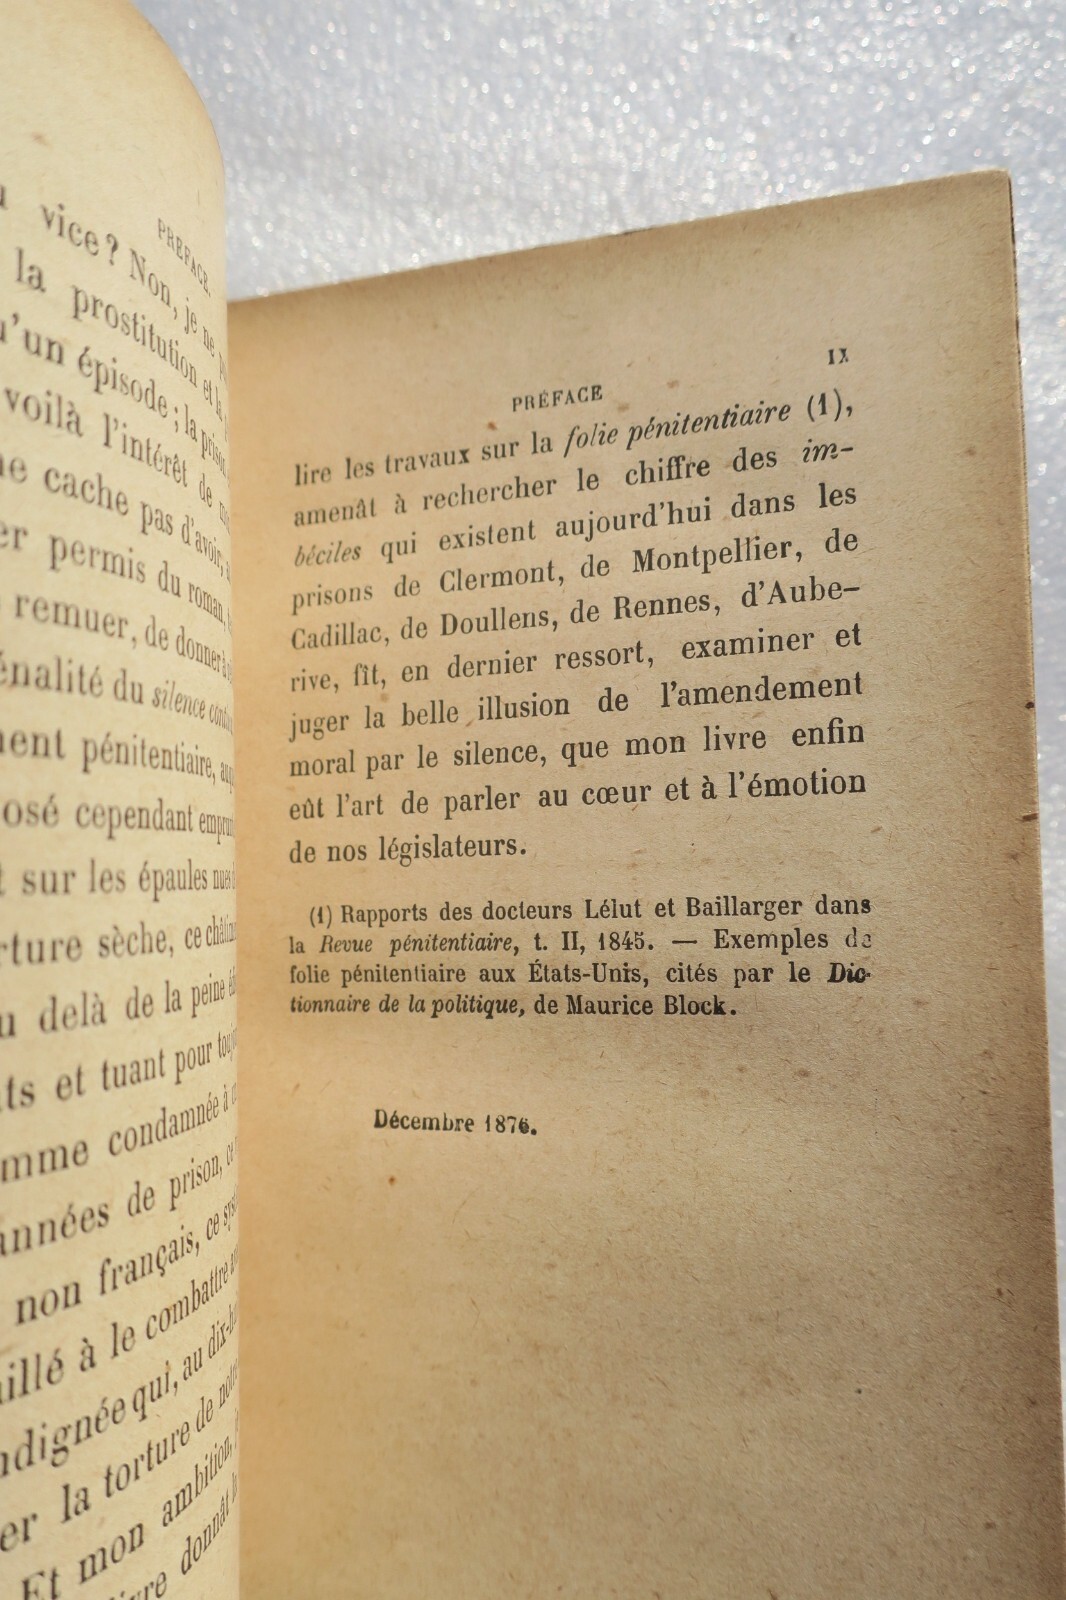 PRÉFACE.
vice? Non, je ne
la prostitution et la
qu'un épisode; la prison,
voilà l'intérêt de
cache pas d'avoir,
permis du roman,
remuer, de donner à
pénalité du silence continu
pénitentiaire,
cependant
sur les épaules nues
torture sèche, ce
delà de la peine
et tuant pour
condamnée à
années de prison, ce
non français, ce
à le combattre
indignée qui, au
la torture de
Et mon ambition,
livre donnât
PRÉFACE
IX
lire les travaux sur la folie pénitentiaire (1),
amenât à rechercher le chiffre des im-
béciles qui existent aujourd'hui dans les
prisons de Clermont, de Montpellier, de
Cadillac, de Doullens, de Rennes, d'Aube-
rive, fît, en dernier ressort, examiner et
juger la belle illusion de l'amendement
moral par le silence, que mon livre enfin
eût l'art de parler au cœur et à l'émotion
de nos législateurs.
(1) Rapports des docteurs Lélut et Baillarger dans
la Revue pénitentiaire, t. II, 1845. — Exemples de
folie pénitentiaire aux États-Unis, cités par le Dic-
tionnaire de la politique, de Maurice Block.
Décembre 1876.